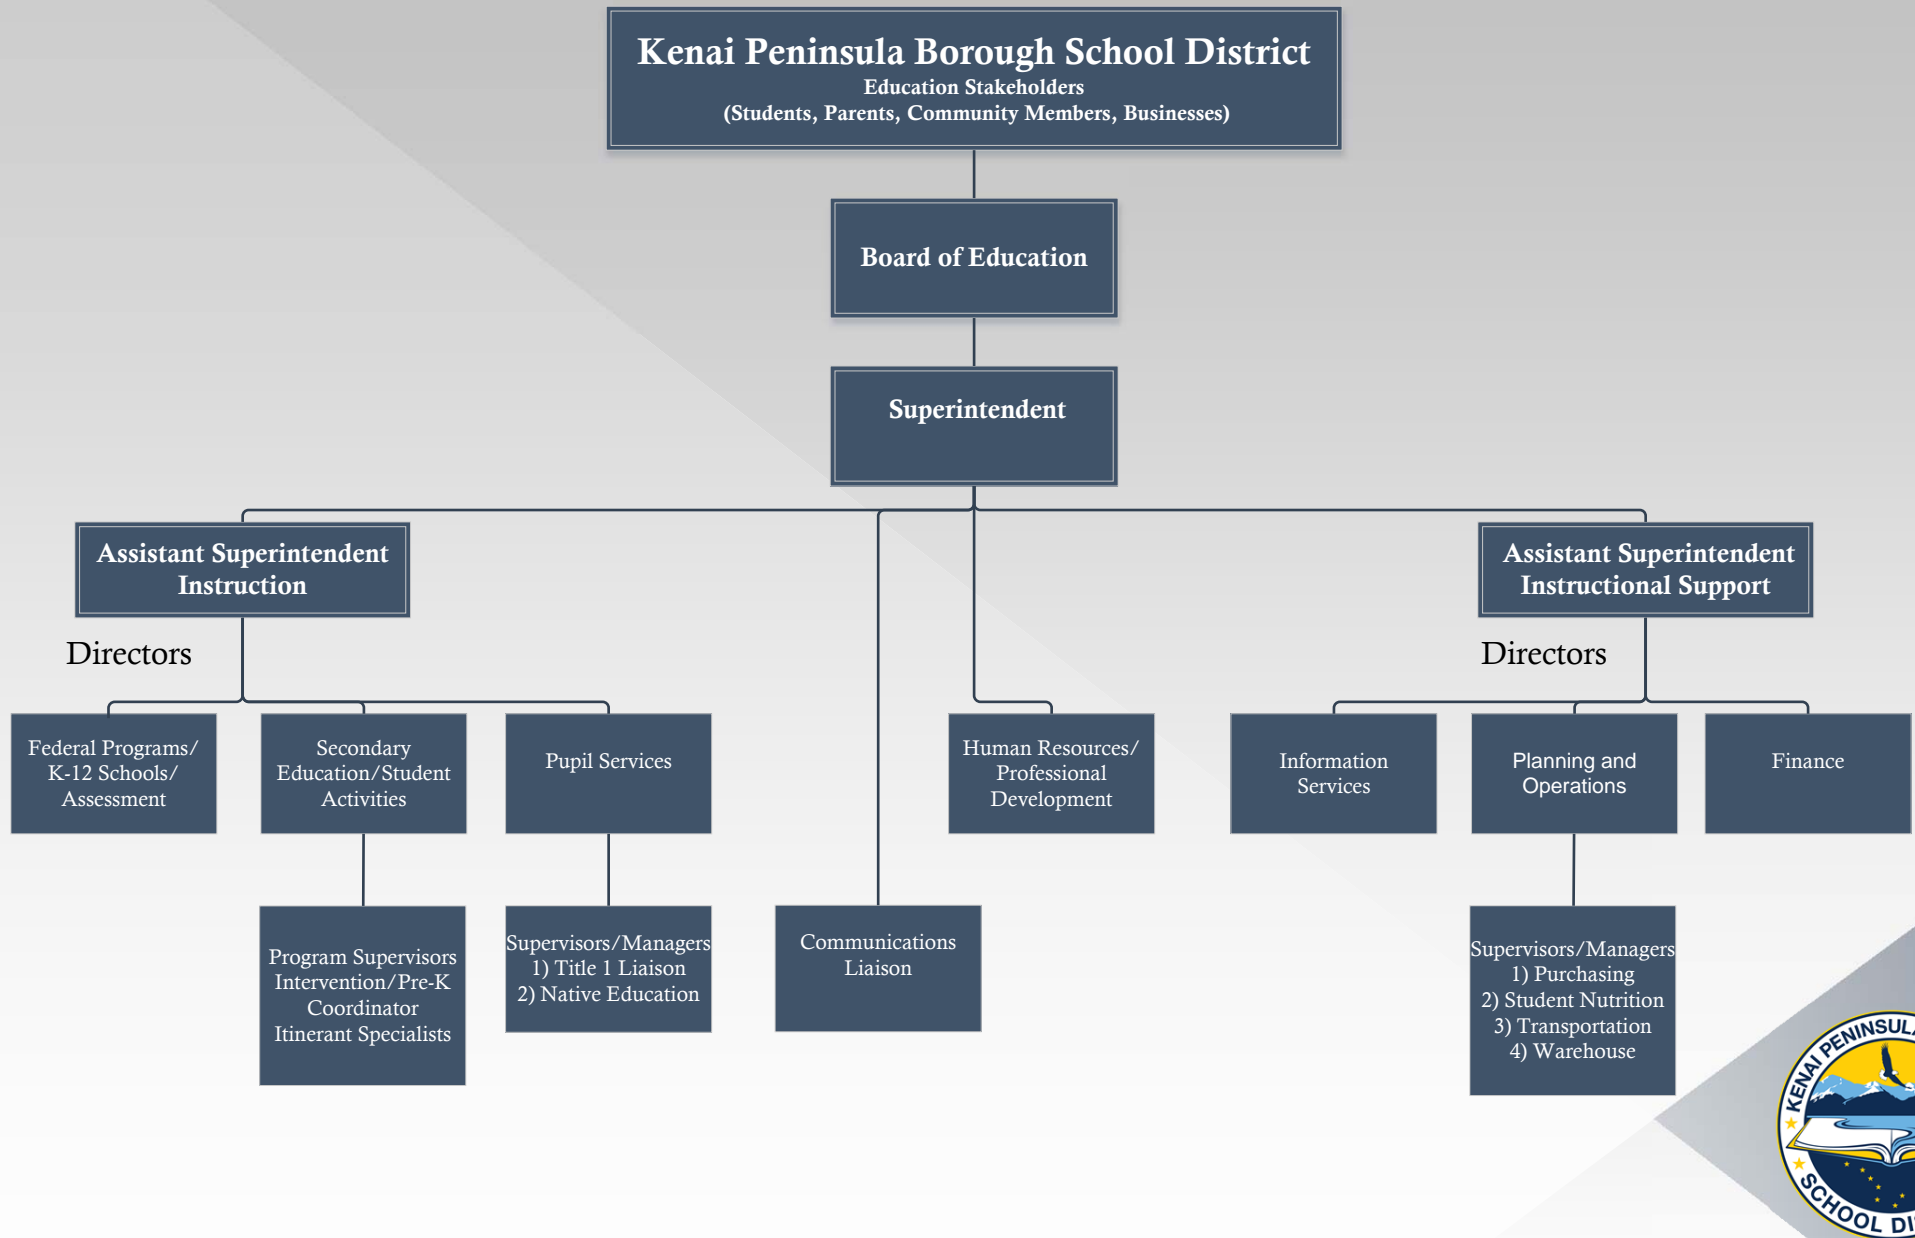 Kenai Peninsula Borough School District
Education Stakeholders
(Students, Parents, Community Members, Businesses)
Board of Education
Superintendent
Assistant Superintendent
Instruction
Assistant Superintendent
Instructional Support
Directors
Directors
Federal Programs/
K-12 Schools/
Assessment
Secondary
Education/Student
Activities
Pupil Services
Human Resources/
Professional
Development
Information
Services
Planning and
Operations
Finance
Program Supervisors
Intervention/Pre-K
Coordinator
Itinerant Specialists
Supervisors/Managers
1) Title 1 Liaison
2) Native Education
Communications
Liaison
Supervisors/Managers
1) Purchasing
2) Student Nutrition
3) Transportation
4) Warehouse
KENAI PENINSULA
SCHOOL